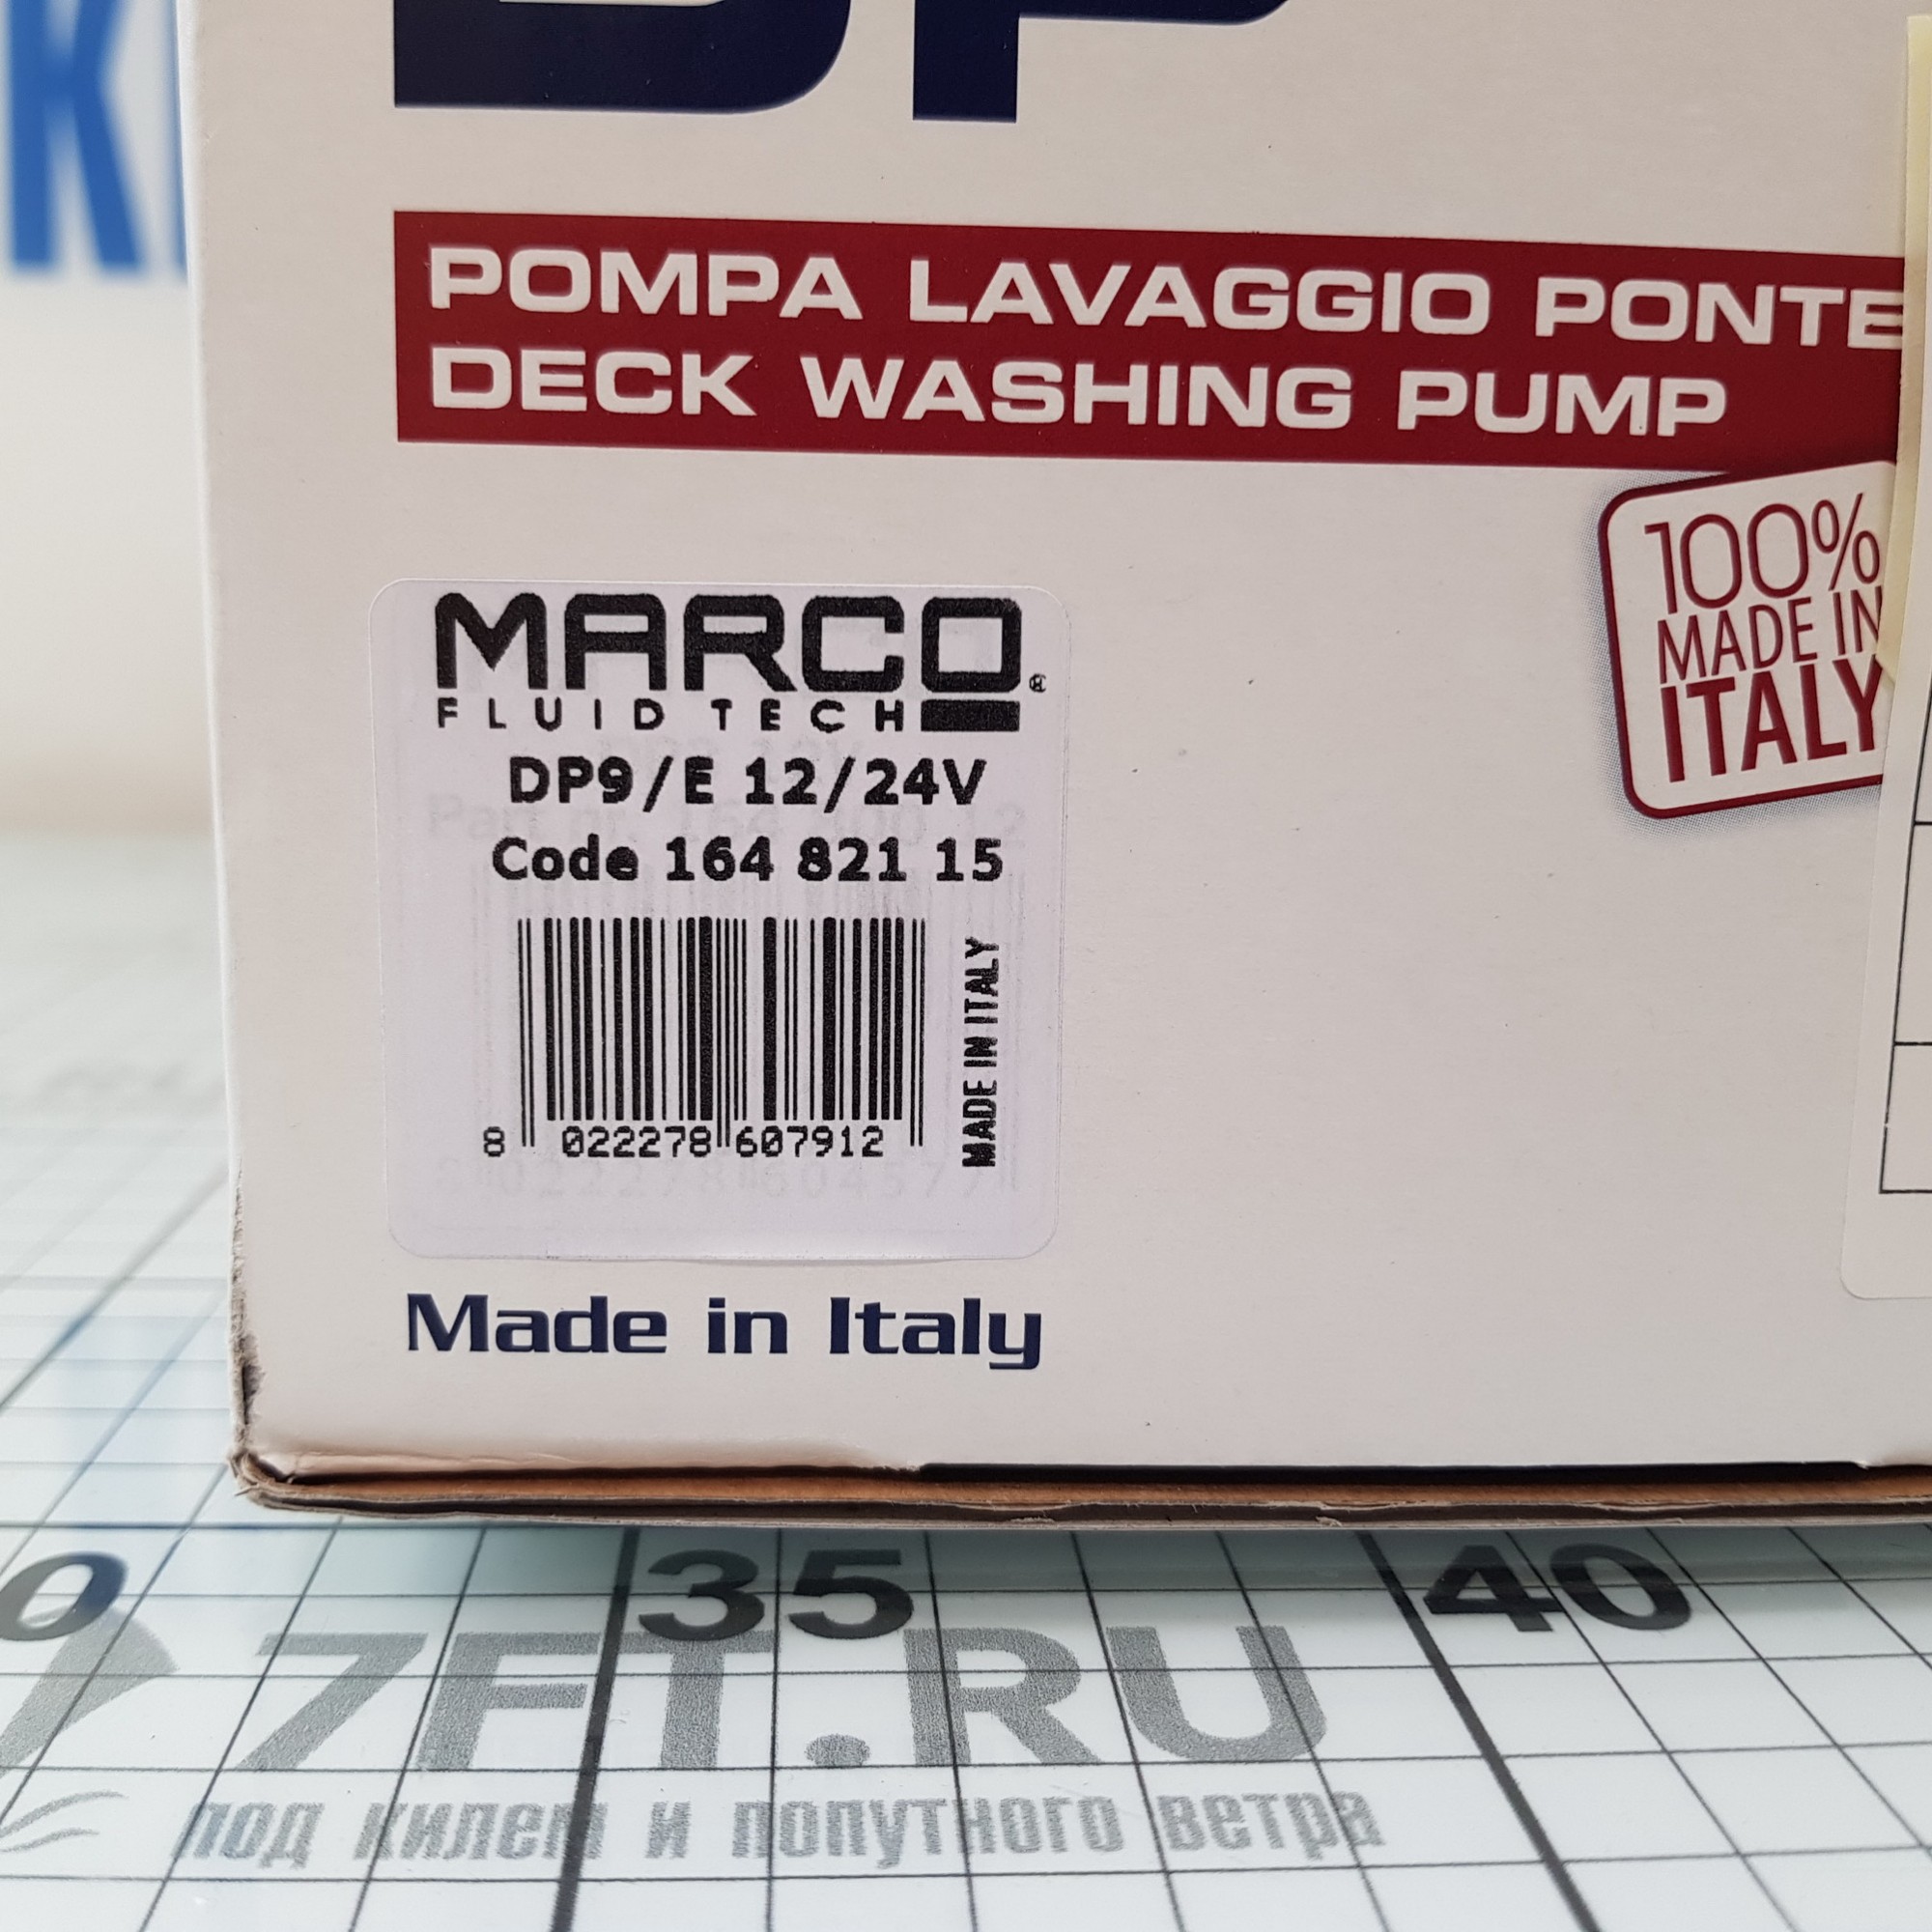 DP
POMPA LAVAGGIO PONTE
DECK WASHING PUMP
100%
MADE IN
ITALY
MARCO®
FLUID TECH
DP9/E 12/24V
Code 164 821 15
8 022278 607912
MADE IN ITALY
Made in Italy
35 40
7FT.RU
под килем и попутного ветра